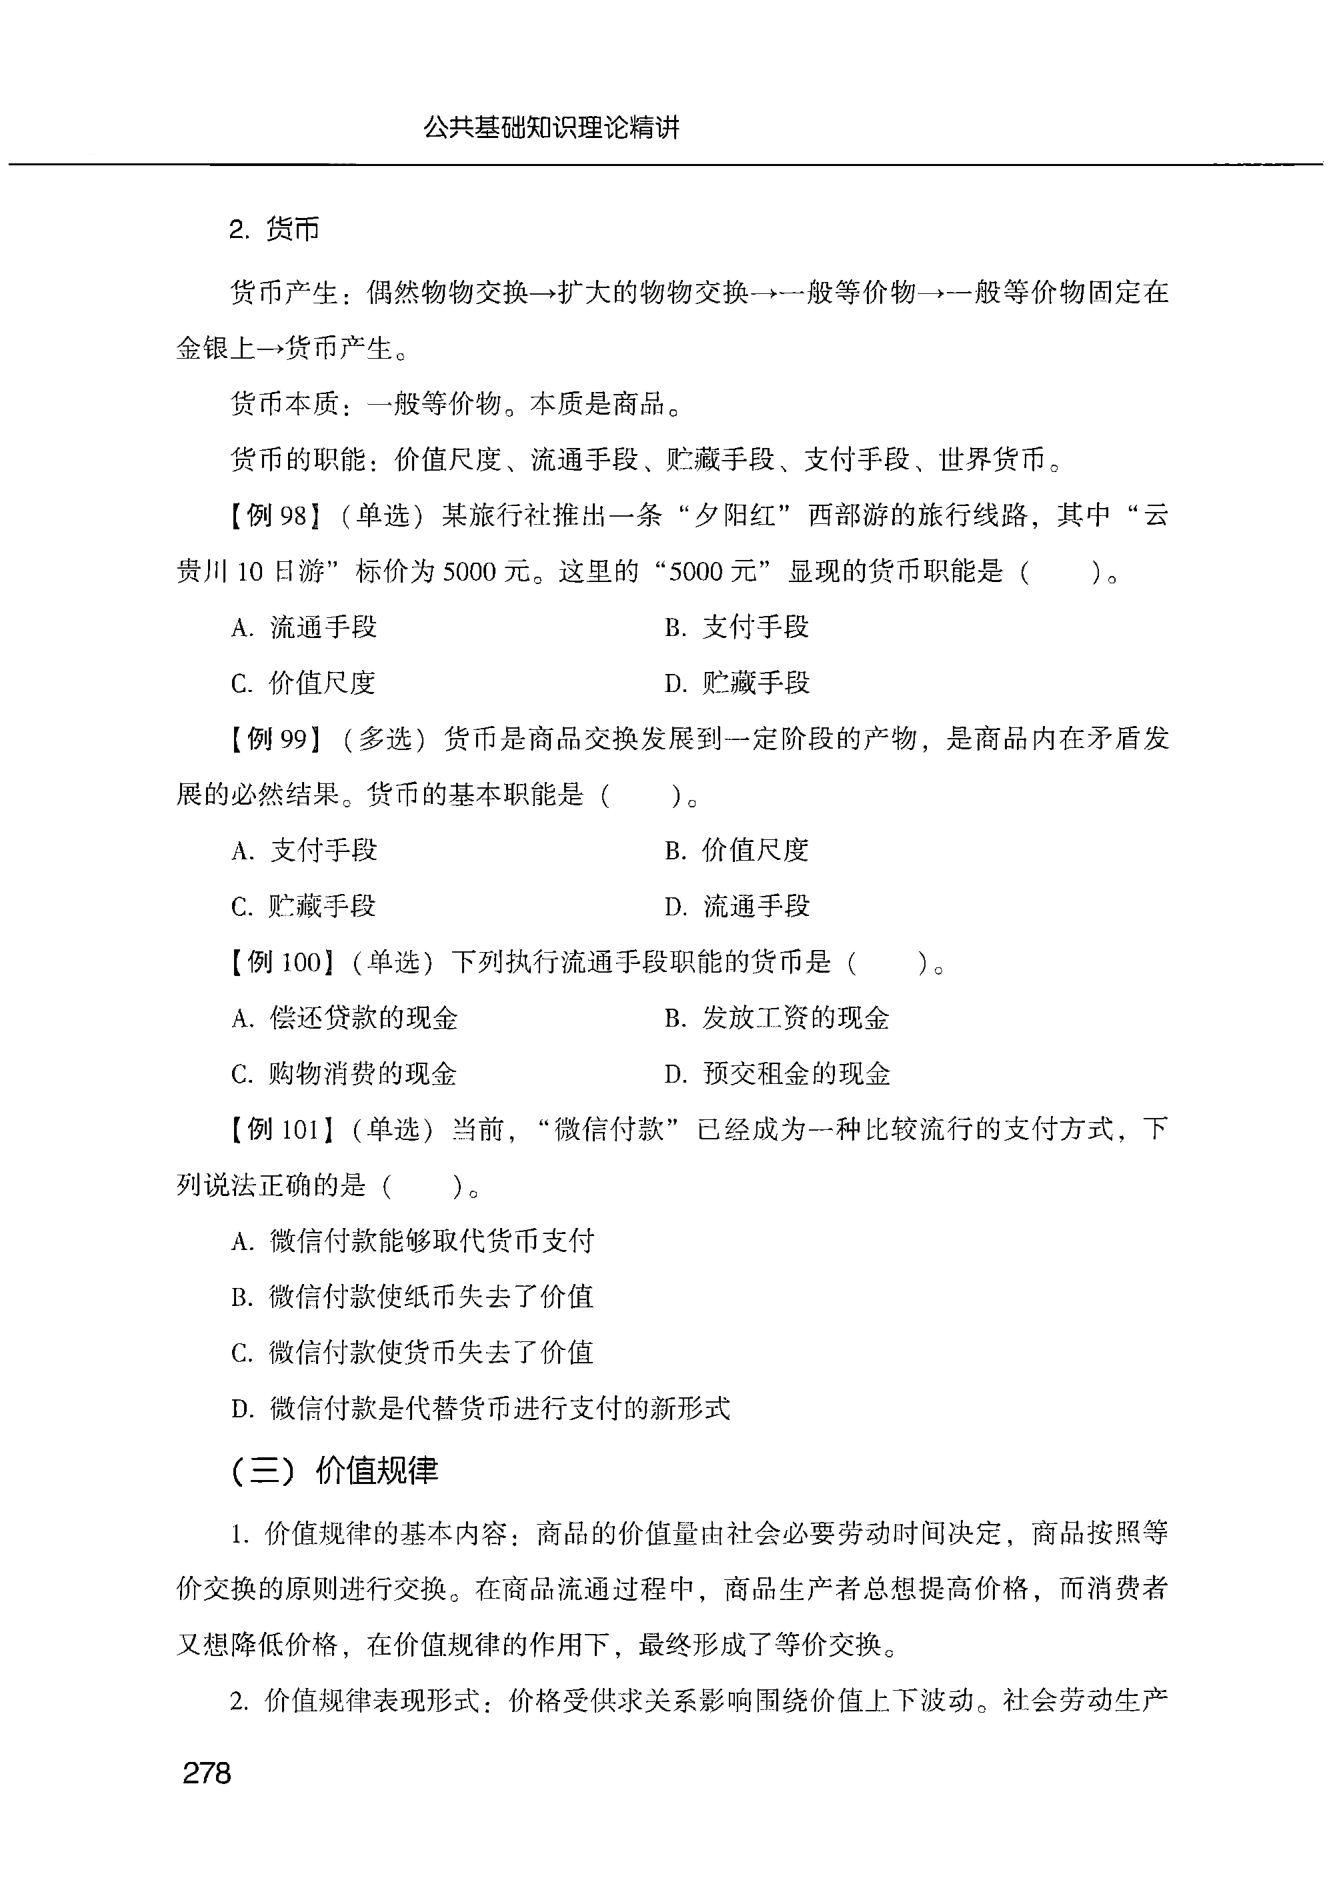 公共基础知识理论精讲
2. 货币
货币产生：偶然物物交换→扩大的物物交换→一般等价物→一般等价物固定在
金银上→货币产生。
货币本质：一般等价物。本质是商品。
货币的职能：价值尺度、流通手段、贮藏手段、支付手段、世界货币。
【例 98】（单选）某旅行社推出一条“夕阳红”西部游的旅行线路，其中“云
贵川 10 日游”标价为 5000 元。这里的“5000 元”显现的货币职能是（　　）。
A. 流通手段　　B. 支付手段
C. 价值尺度　　D. 贮藏手段
【例 99】（多选）货币是商品交换发展到一定阶段的产物，是商品内在矛盾发
展的必然结果。货币的基本职能是（　　）。
A. 支付手段　　B. 价值尺度
C. 贮藏手段　　D. 流通手段
【例 100】（单选）下列执行流通手段职能的货币是（　　）。
A. 偿还贷款的现金　　B. 发放工资的现金
C. 购物消费的现金　　D. 预交租金的现金
【例 101】（单选）当前，“微信付款”已经成为一种比较流行的支付方式，下
列说法正确的是（　　）。
A. 微信付款能够取代货币支付
B. 微信付款使纸币失去了价值
C. 微信付款使货币失去了价值
D. 微信付款是代替货币进行支付的新形式
（三）价值规律
1. 价值规律的基本内容：商品的价值量由社会必要劳动时间决定，商品按照等
价交换的原则进行交换。在商品流通过程中，商品生产者总想提高价格，而消费者
又想降低价格，在价值规律的作用下，最终形成了等价交换。
2. 价值规律表现形式：价格受供求关系影响围绕价值上下波动。社会劳动生产
278